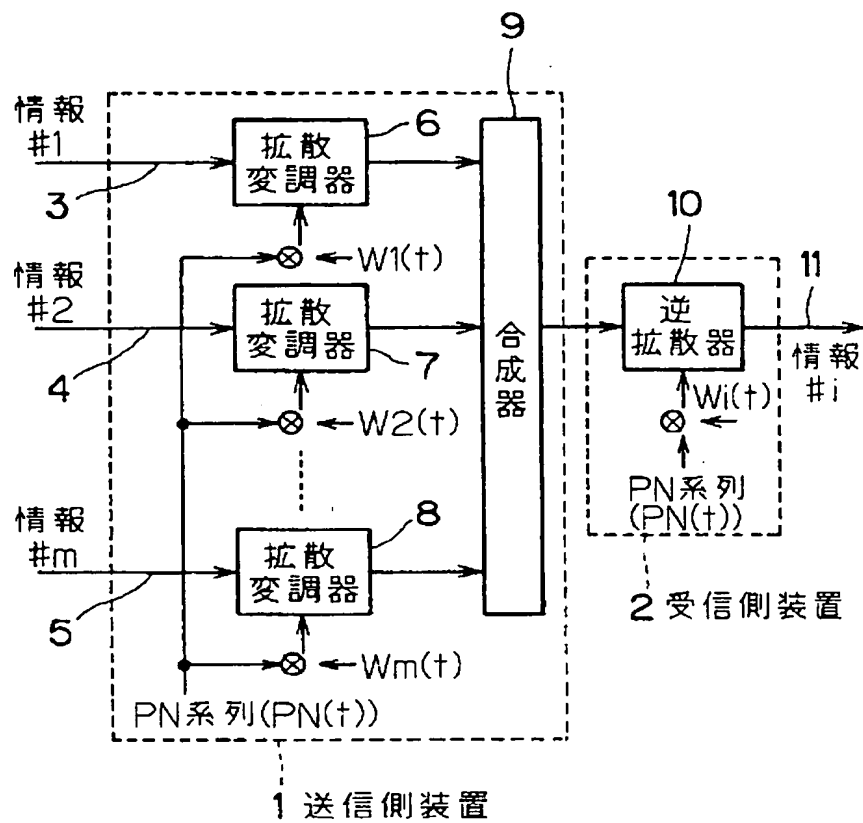 9
情報
#1
6
拡散
変調器
3
W1(t)
情報
#2
拡散
変調器
4
7
W2(t)
情報
#m
8
拡散
変調器
5
Wm(t)
PN系列(PN(t))
1 送信側装置
合成器
10
逆
拡散器
11
情報
#i
Wi(t)
PN系列
(PN(t))
2 受信側装置